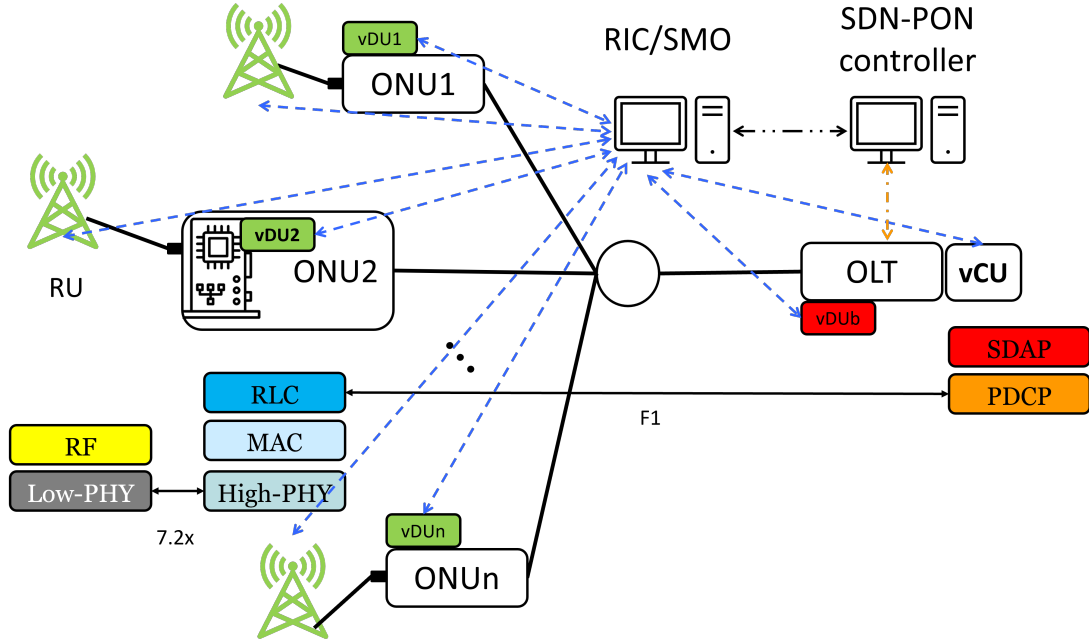 vDU1
ONU1
RIC/SMO
SDN-PON
controller
vDU2
ONU2
RU
OLT
vCU
vDUb
SDAP
RLC
PDCP
F1
RF
MAC
Low-PHY
High-PHY
7.2x
vDUn
ONUn